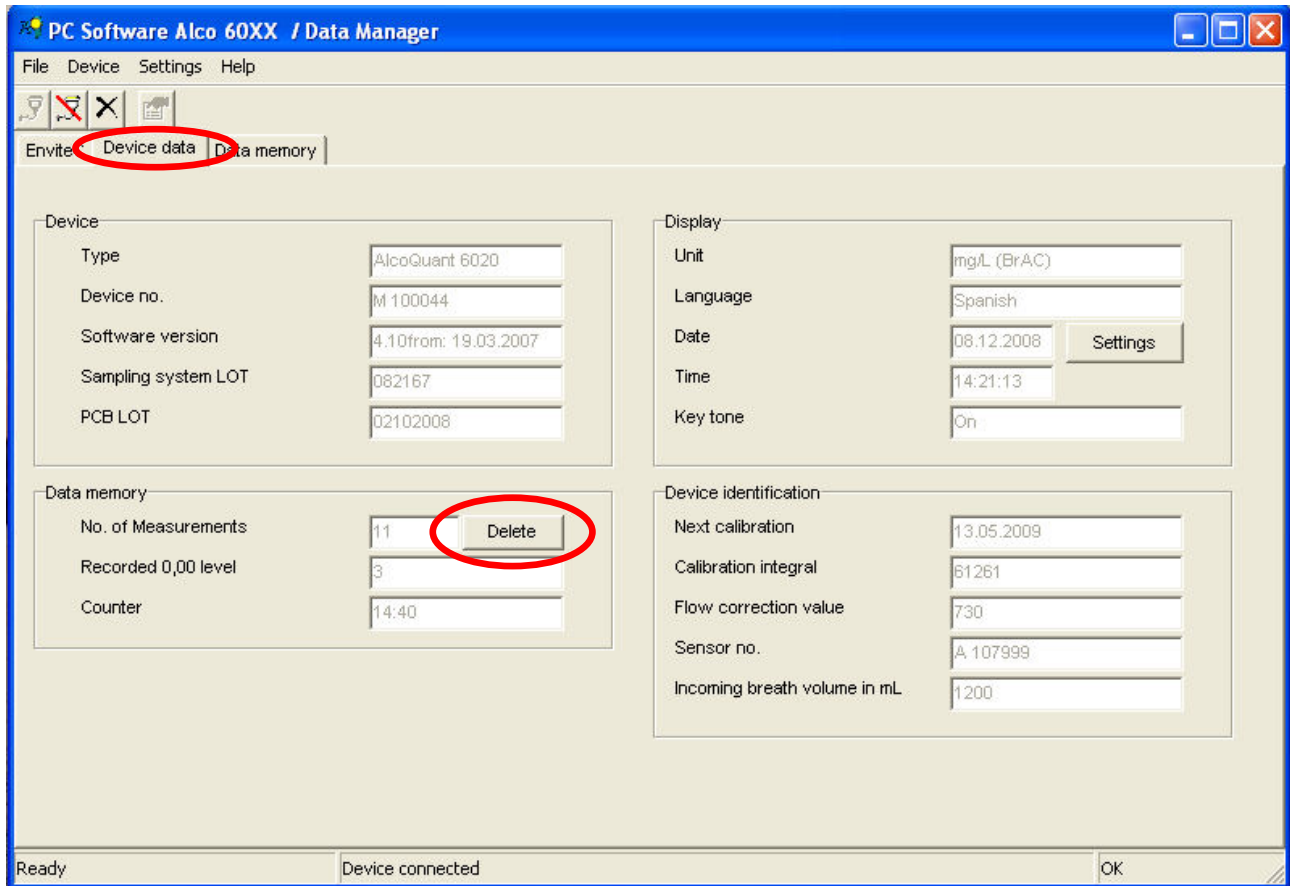 PC Software Alco 60XX / Data Manager
File Device Settings Help
Envite Device data Data memory
Device
Type AlcoQuant 6020
Device no. M 100044
Software version 4.10from: 19.03.2007
Sampling system LOT 082167
PCB LOT 02102008
Display
Unit mg/L (BrAC)
Language Spanish
Date 08.12.2008 Settings
Time 14:21:13
Key tone On
Data memory
No. of Measurements 11 Delete
Recorded 0,00 level 3
Counter 14:40
Device identification
Next calibration 13.05.2009
Calibration integral 61261
Flow correction value 730
Sensor no. A 107999
Incoming breath volume in mL 1200
Ready Device connected OK